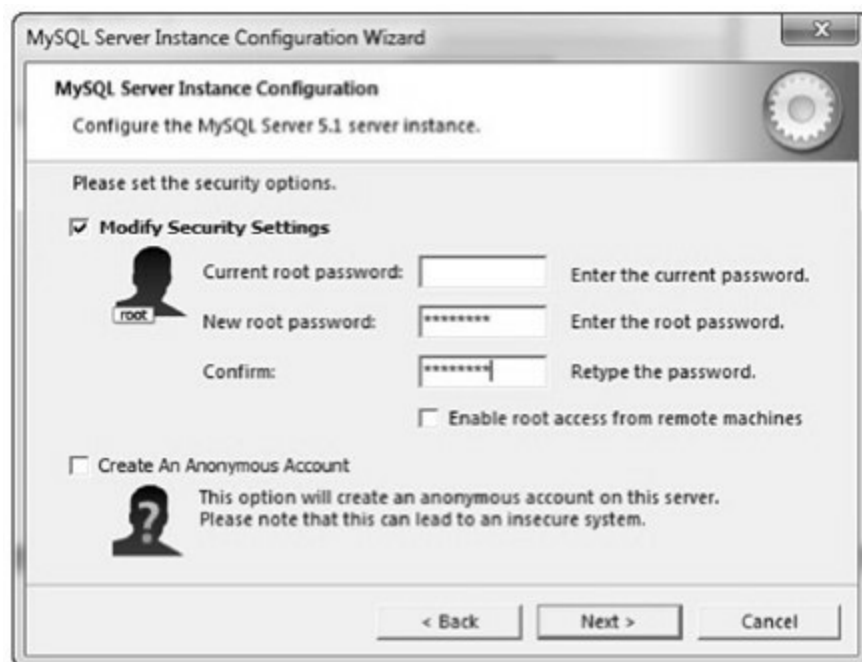 MySQL Server Instance Configuration Wizard
X
MySQL Server Instance Configuration
Configure the MySQL Server 5.1 server instance.
Please set the security options.
Modify Security Settings
root
Current root password: Enter the current password.
New root password: ******** Enter the root password.
Confirm: ******** Retype the password.
Enable root access from remote machines
Create An Anonymous Account
?
This option will create an anonymous account on this server.
Please note that this can lead to an insecure system.
< Back Next > Cancel